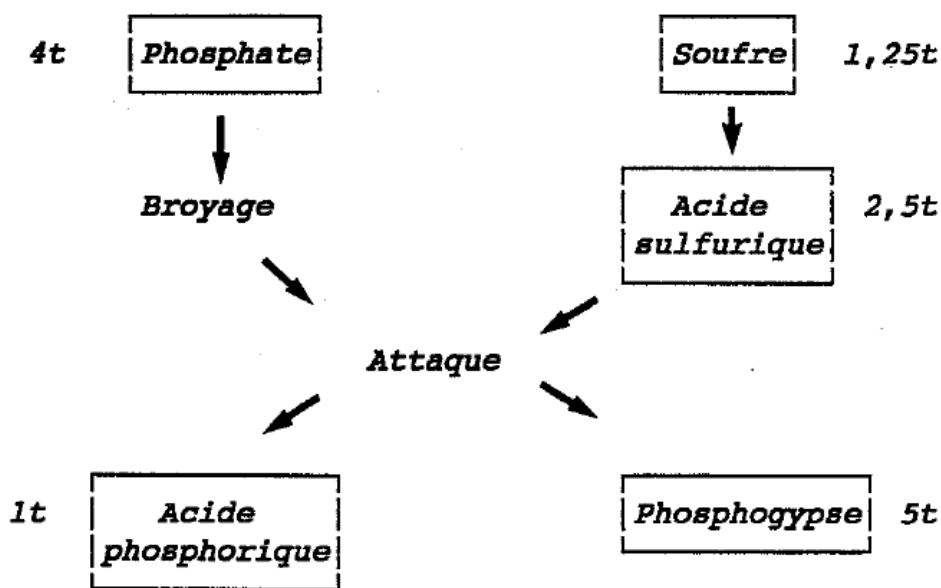 4t Phosphate Soufre 1,25t
Broyage Acide 2,5t
sulfurique
Attaque
1t Acide Phosphogypse 5t
phosphorique